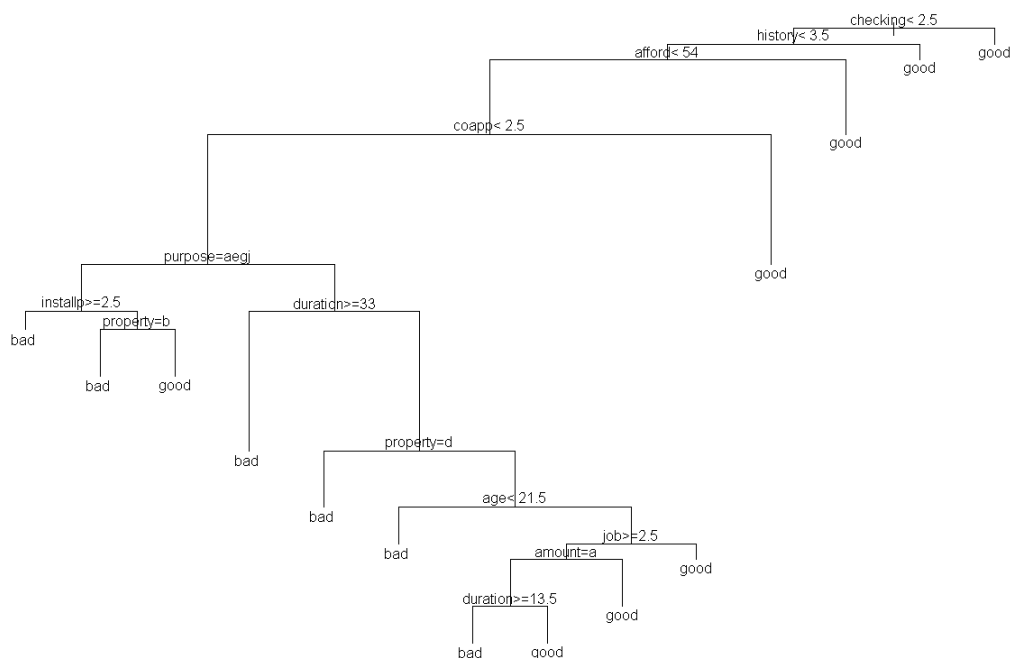 checking< 2.5
history< 3.5
good
afford< 54
good
coapp< 2.5
good
purpose=aegj
good
installp>=2.5
duration>=33
property=b
bad
bad
good
property=d
bad
age< 21.5
bad
job>=2.5
bad
amount=a
good
duration>=13.5
good
bad
good